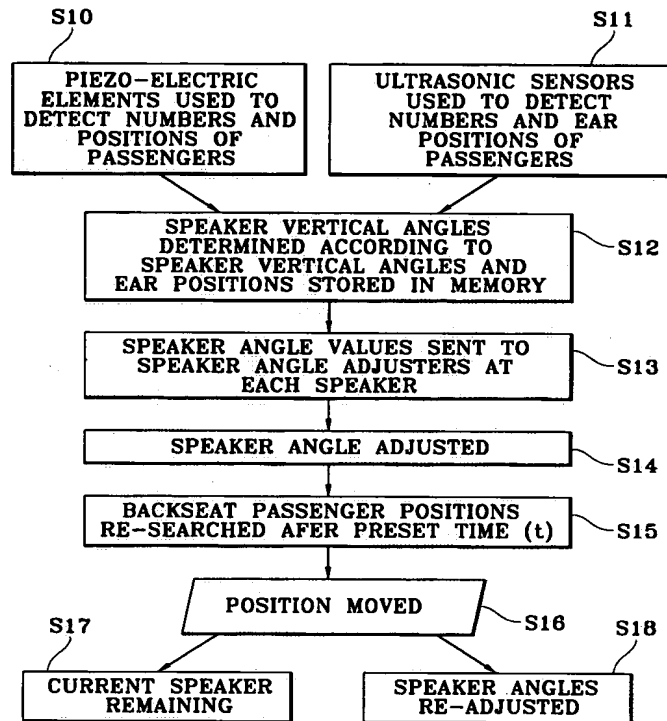 S10
S11
PIEZO-ELECTRIC
ELEMENTS USED TO
DETECT NUMBERS AND
POSITIONS OF
PASSENGERS
ULTRASONIC SENSORS
USED TO DETECT
NUMBERS AND EAR
POSITIONS OF
PASSENGERS
SPEAKER VERTICAL ANGLES
DETERMINED ACCORDING TO
SPEAKER VERTICAL ANGLES AND
EAR POSITIONS STORED IN MEMORY
S12
SPEAKER ANGLE VALUES SENT TO
SPEAKER ANGLE ADJUSTERS AT
EACH SPEAKER
S13
SPEAKER ANGLE ADJUSTED
S14
BACKSEAT PASSENGER POSITIONS
RE-SEARCHED AFER PRESET TIME (t)
S15
POSITION MOVED
S16
S17
S18
CURRENT SPEAKER
REMAINING
SPEAKER ANGLES
RE-ADJUSTED